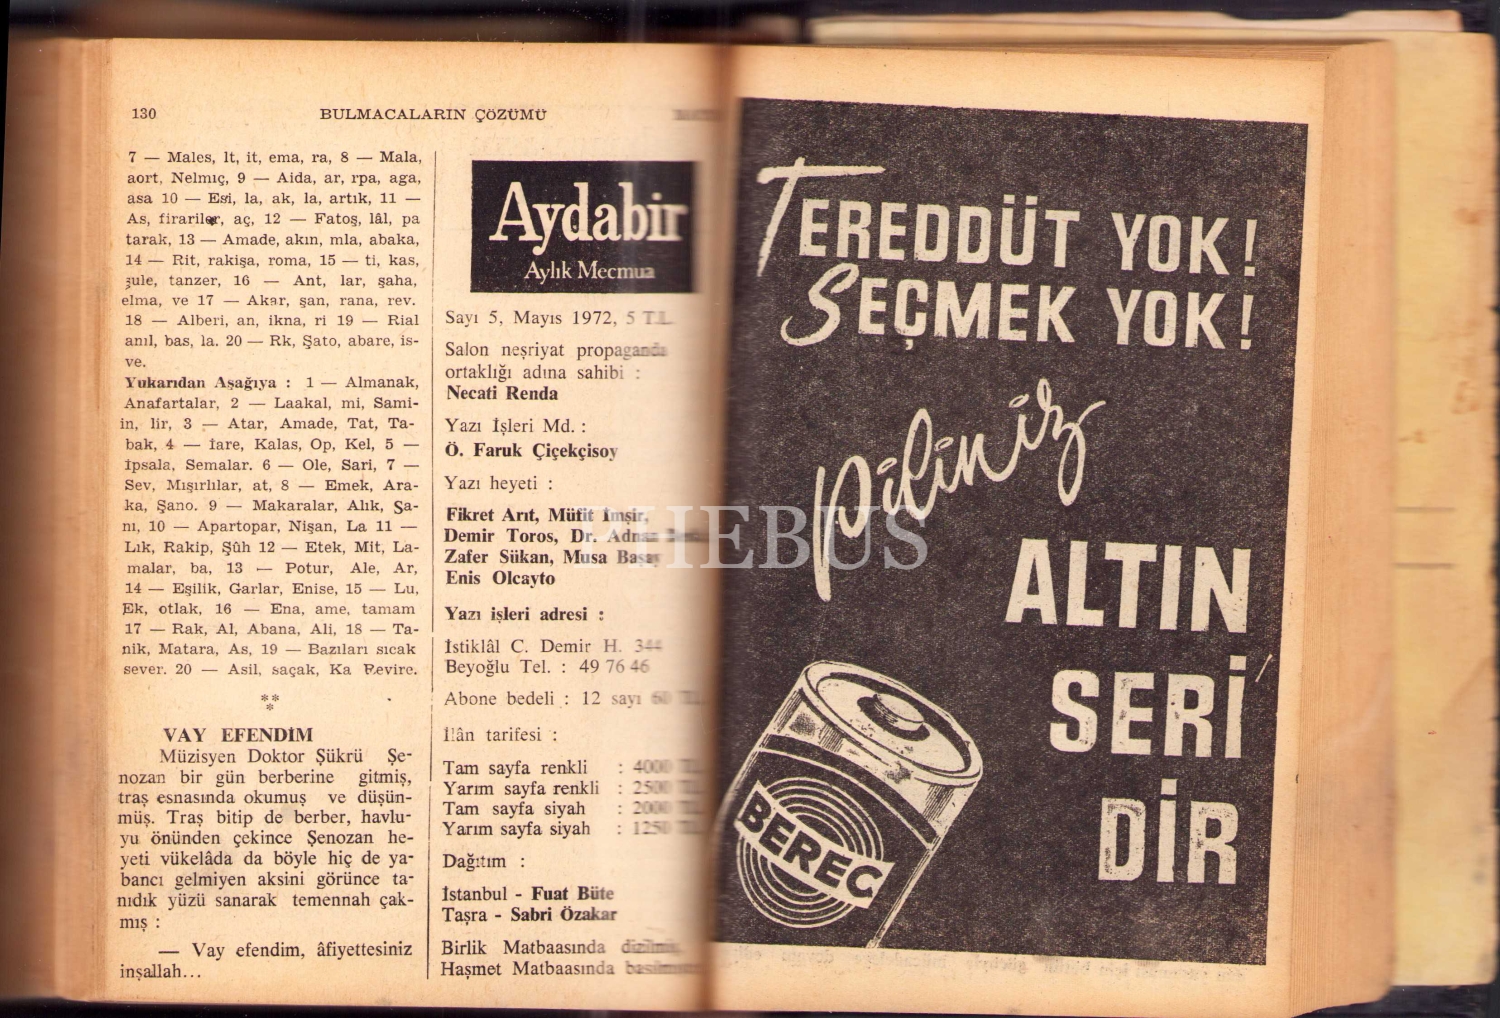 130
BULMACALARIN ÇÖZÜMÜ
7 — Males, lt, it, ema, ra, 8 — Mala,
aort, Nelmıç, 9 — Aida, ar, rpa, aga,
asa 10 — Esi, la, ak, la, artık, 11 —
As, firariler, aç, 12 — Fatoş, lâl, pa
tarak, 13 — Amade, akın, mla, abaka,
14 — Rit, rakişa, roma, 15 — ti, kas,
şule, tanzer, 16 — Ant, lar, şaha,
elma, ve 17 — Akar, şan, rana, rev.
18 — Alberi, an, ikna, ri 19 — Rial
anıl, bas, la. 20 — Rk, Şato, abare, is-
ve.
Yukarıdan Aşağıya : 1 — Almanak,
Anafartalar, 2 — Laakal, mi, Sami-
in, lir, 3 — Atar, Amade, Tat, Ta-
bak, 4 — İare, Kalas, Op, Kel, 5 —
İpsala, Semalar. 6 — Ole, Sari, 7 —
Sev, Mışırlılar, at, 8 — Emek, Ara-
ka, Şano. 9 — Makaralar, Alık, Şa-
nı, 10 — Apartopar, Nişan, La 11 —
Lık, Rakip, Şûh 12 — Etek, Mit, La-
malar, ba, 13 — Potur, Ale, Ar,
14 — Eşilik, Garlar, Enise, 15 — Lu,
Ek, otlak, 16 — Ena, ame, tamam
17 — Rak, Al, Abana, Ali, 18 — Ta-
nik, Matara, As, 19 — Bazıları sıcak
sever. 20 — Asil, saçak, Ka Revire.
**
*
VAY EFENDİM
Müzisyen Doktor Şükrü Şe-
nozan bir gün berberine gitmiş,
traş esnasında okumuş ve düşün-
müş. Traş bitip de berber, havlu-
yu önünden çekince Şenozan he-
yeti vükelâda da böyle hiç de ya-
bancı gelmiyen aksini görünce ta-
nıdık yüzü sanarak temennah çak-
mış :
— Vay efendim, âfiyettesiniz
inşallah...
Aydabir
Aylık Mecmua
Sayı 5, Mayıs 1972, 5 T.L.
Salon neşriyat propaganda
ortaklığı adına sahibi :
Necati Renda
Yazı İşleri Md. :
Ö. Faruk Çiçekçisoy
Yazı heyeti :
Fikret Arıt, Müfit İmşir,
Demir Toros, Dr. Adnan
Zafer Sükan, Musa Başay
Enis Olcayto
Yazı işleri adresi :
İstiklâl C. Demir H. 344
Beyoğlu Tel. : 49 76 46
Abone bedeli : 12 sayı 60 TL.
İlân tarifesi :
Tam sayfa renkli : 4000 TL.
Yarım sayfa renkli : 2500 TL.
Tam sayfa siyah : 2000 TL.
Yarım sayfa siyah : 1250 TL.
Dağıtım :
İstanbul - Fuat Büte
Taşra - Sabri Özakar
Birlik Matbaasında dizilmiş,
Haşmet Matbaasında basılmıştır
TEREDDÜT YOK!
SEÇMEK YOK!
piliniz
ALTIN
SERİ
DİR
BEREC
PHEBUS